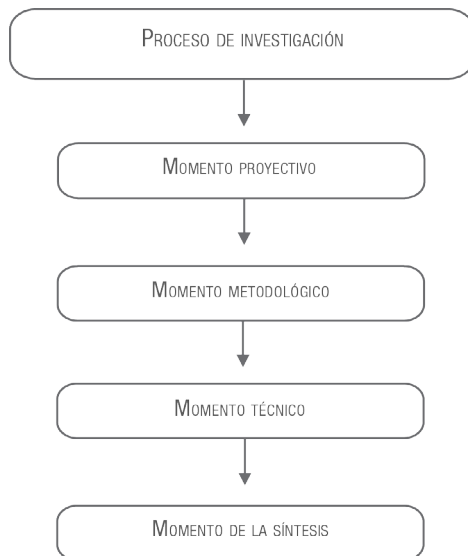 Proceso de investigación
Momento proyectivo
Momento metodológico
Momento técnico
Momento de la síntesis